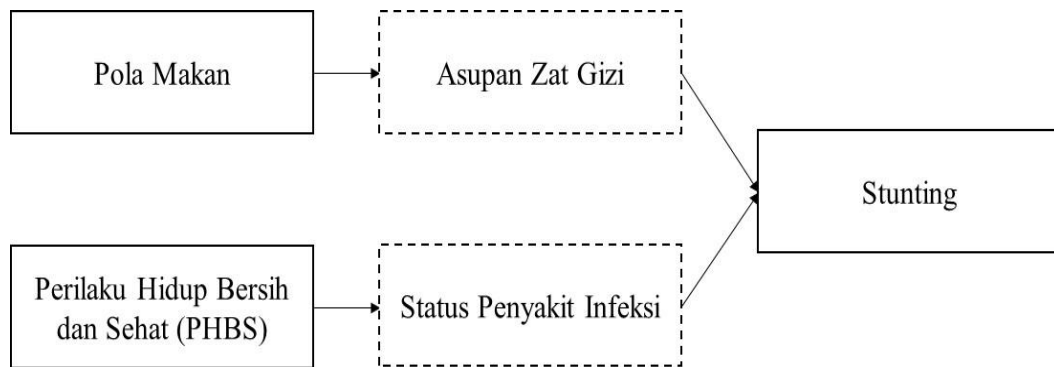 Pola Makan
Asupan Zat Gizi
Stunting
Perilaku Hidup Bersih
dan Sehat (PHBS)
Status Penyakit Infeksi